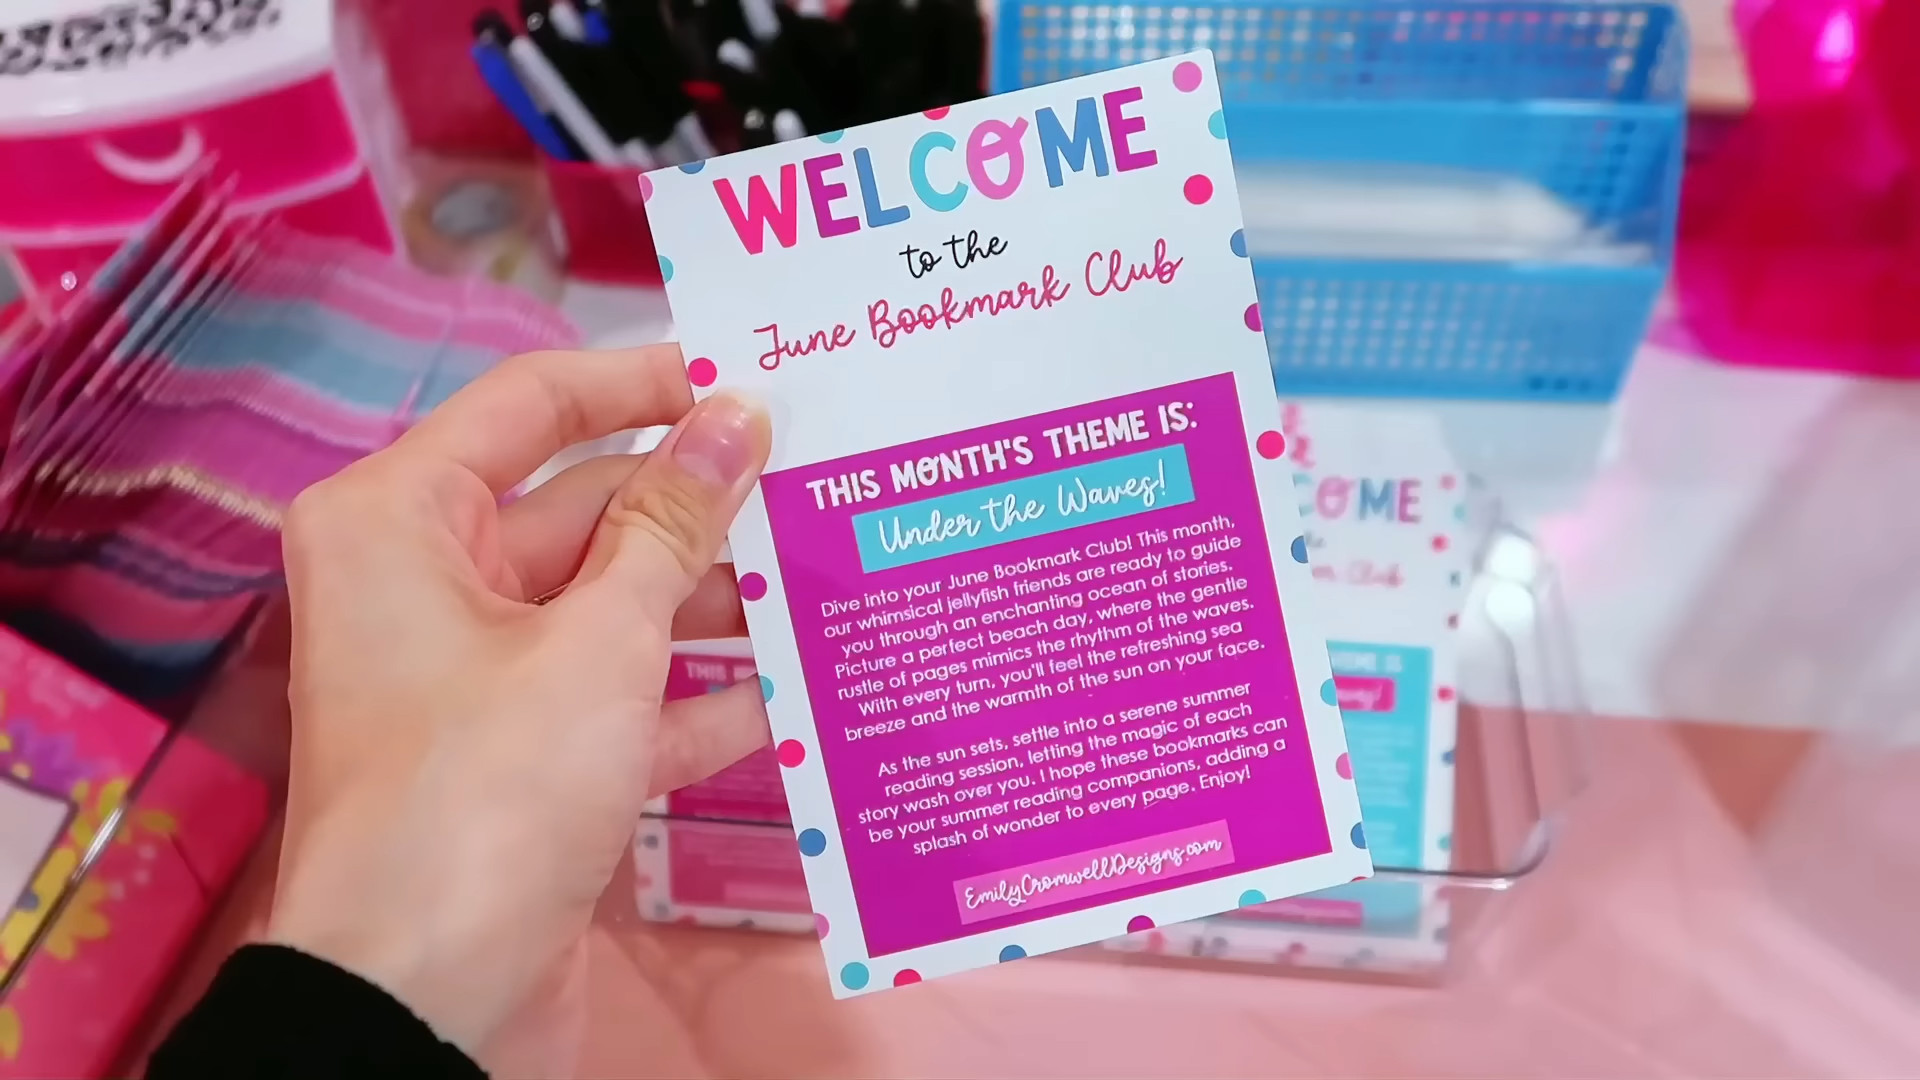 WELCOME
to the
June Bookmark Club
THIS MONTH'S THEME IS:
Under the Waves!
Dive into your June Bookmark Club! This month,
our whimsical jellyfish friends are ready to guide
you through an enchanting ocean of stories.
Picture a perfect beach day, where the gentle
rustle of pages mimics the rhythm of the waves.
With every turn, you'll feel the refreshing sea
breeze and the warmth of the sun on your face.
As the sun sets, settle into a serene summer
reading session, letting the magic of each
story wash over you. I hope these bookmarks can
be your summer reading companions, adding a
splash of wonder to every page. Enjoy!
EmilyCromwellDesigns.com
OME
Club
THIS